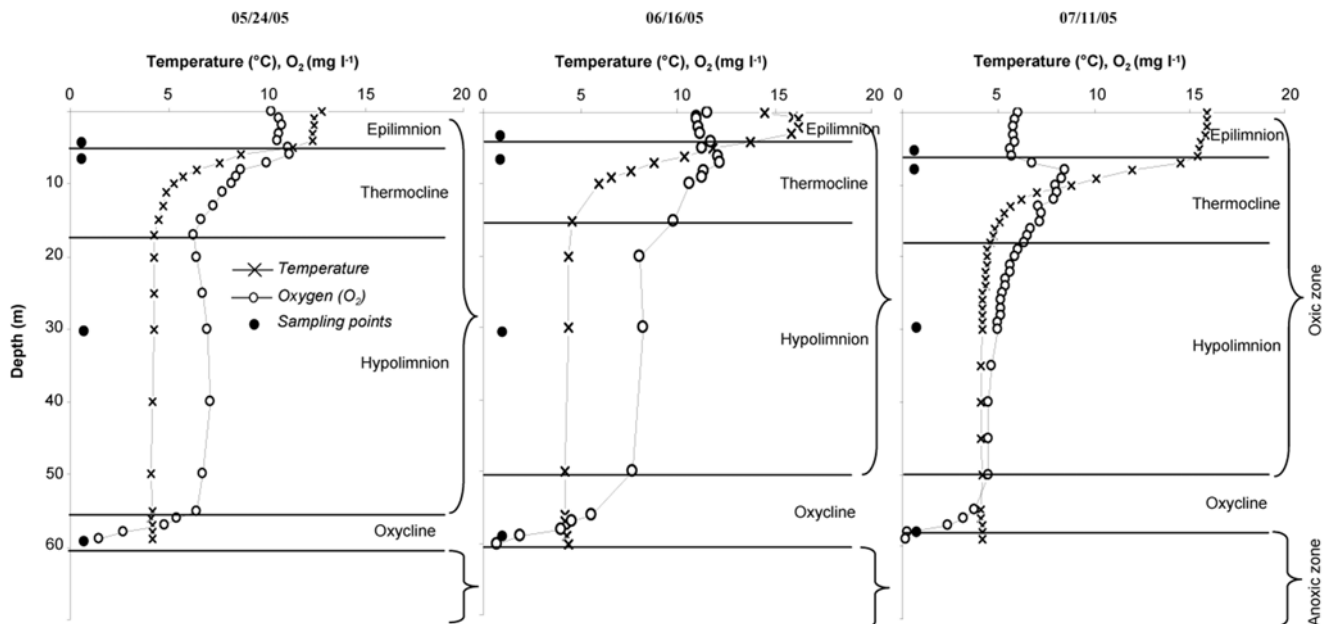 05/24/05
06/16/05
07/11/05
Temperature (°C), O₂ (mg l⁻¹)
Temperature (°C), O₂ (mg l⁻¹)
Temperature (°C), O₂ (mg l⁻¹)
0 5 10 15 20
0 5 10 15 20
0 5 10 15 20
Depth (m)
10
20
30
40
50
60
Epilimnion
Thermocline
Temperature
Oxygen (O₂)
Sampling points
Hypolimnion
Oxycline
Epilimnion
Thermocline
Hypolimnion
Oxycline
Epilimnion
Thermocline
Hypolimnion
Oxycline
Oxic zone
Anoxic zone